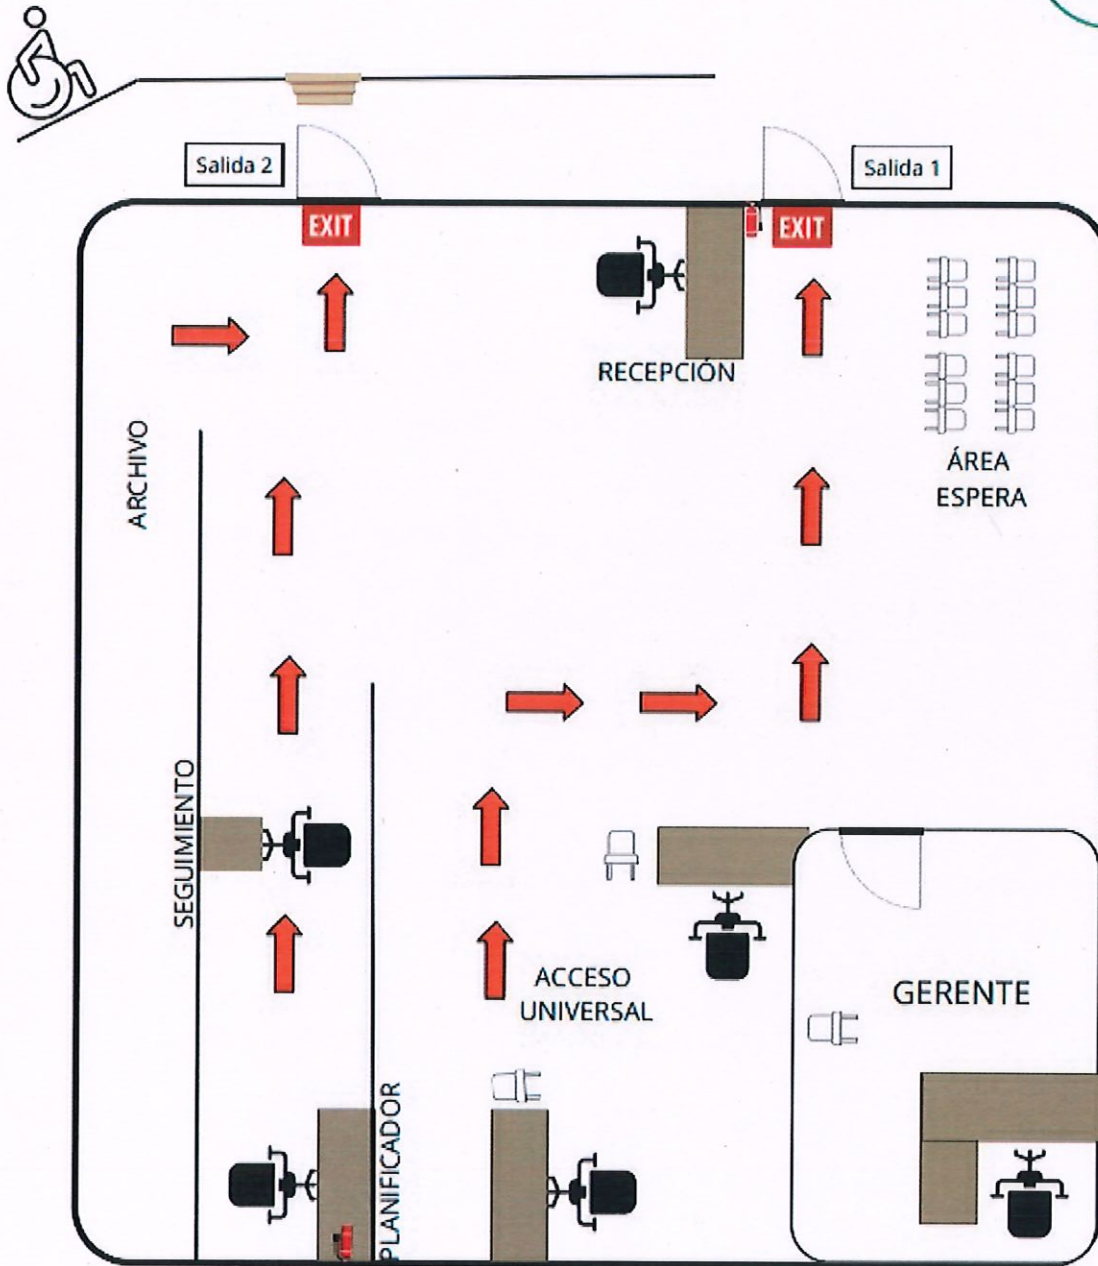 Salida 2
Salida 1
EXIT
EXIT
RECEPCIÓN
ÁREA
ESPERA
ARCHIVO
SEGUIMIENTO
ACCESO
UNIVERSAL
GERENTE
PLANIFICADOR